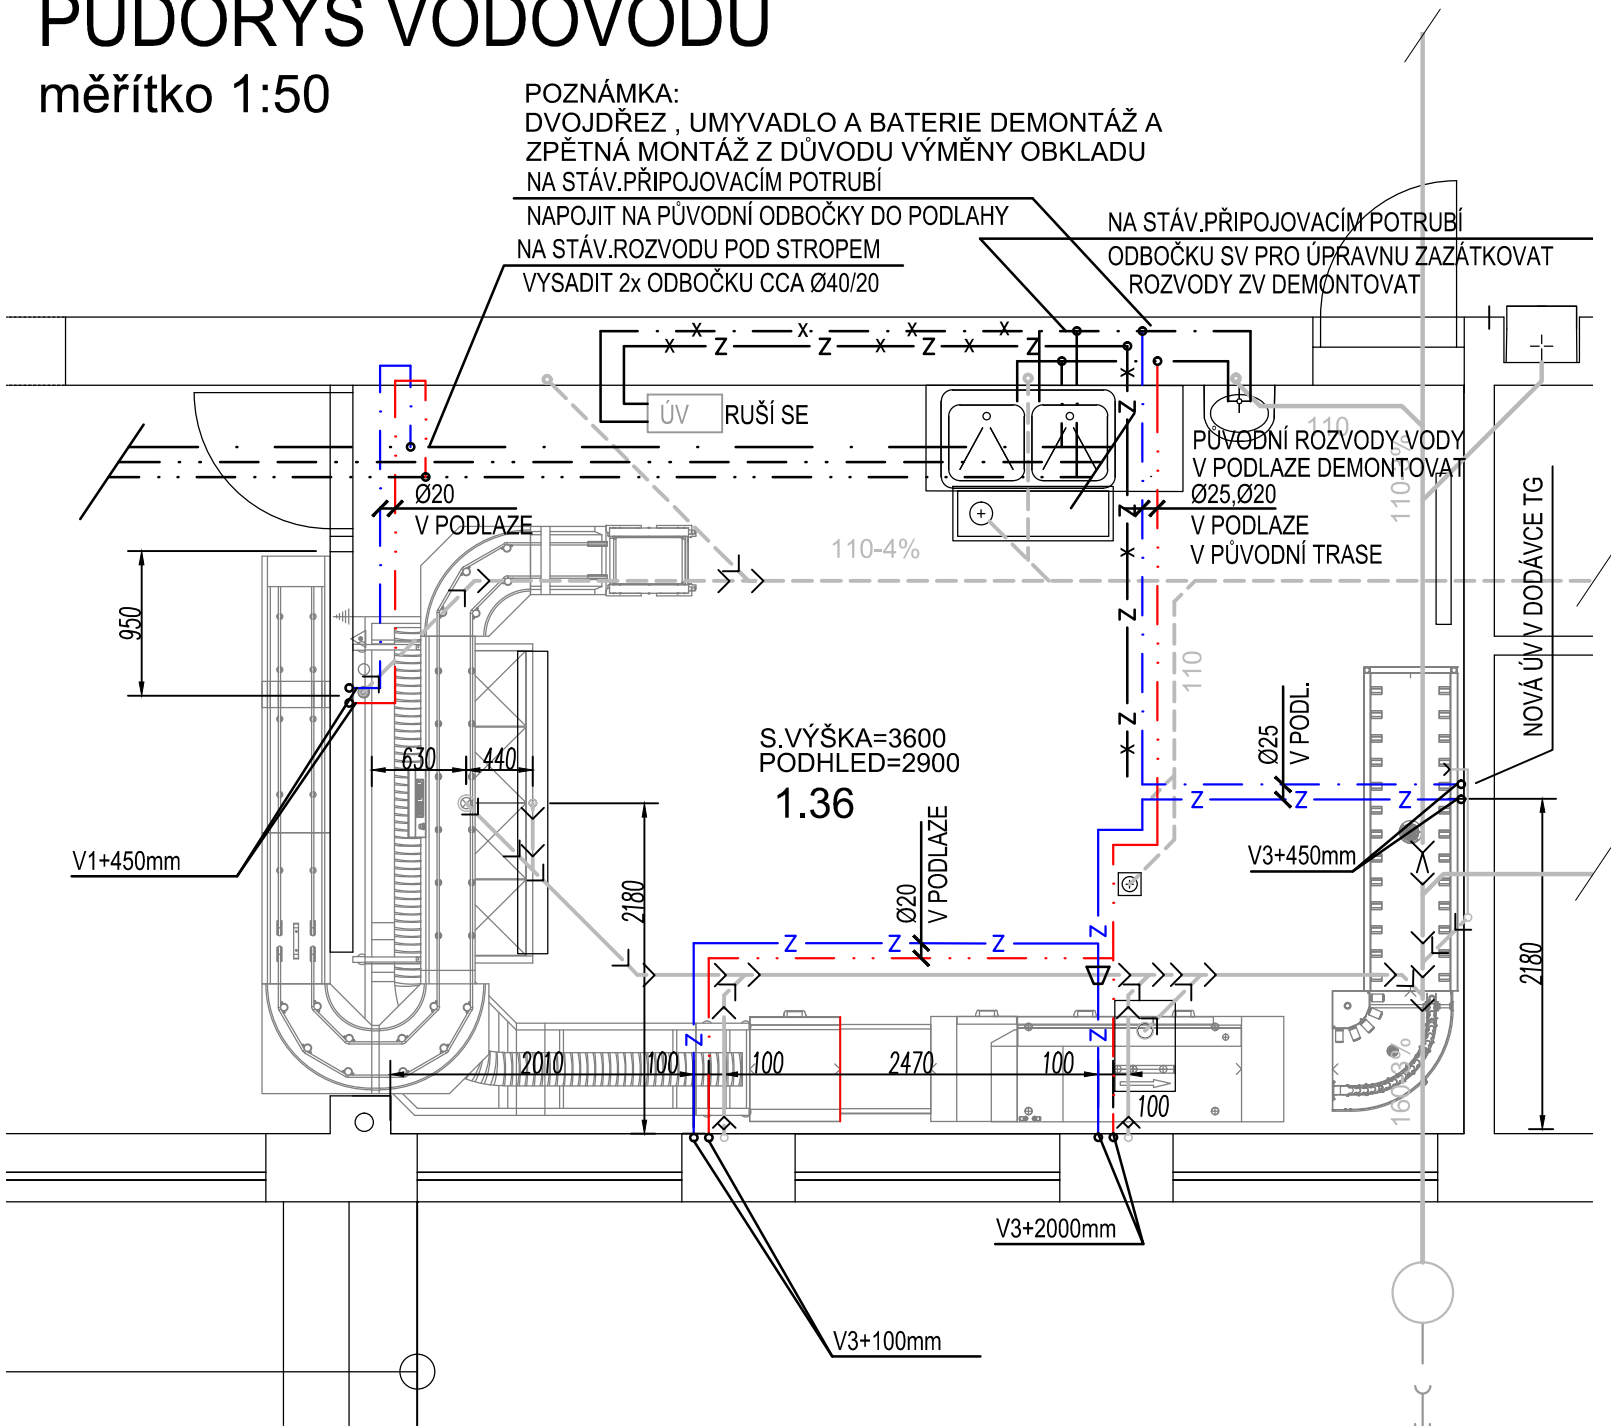 PŮDORYS VODOVODU
měřítko 1:50
POZNÁMKA:
DVOJDŘEZ , UMYVADLO A BATERIE DEMONTÁŽ A
ZPĚTNÁ MONTÁŽ Z DŮVODU VÝMĚNY OBKLADU
NA STÁV.PŘIPOJOVACÍM POTRUBÍ
NAPOJIT NA PŮVODNÍ ODBOČKY DO PODLAHY
NA STÁV.ROZVODU POD STROPEM
VYSADIT 2x ODBOČKU CCA Ø40/20
NA STÁV.PŘIPOJOVACÍM POTRUBÍ
ODBOČKU SV PRO ÚPRAVNU ZAZÁTKOVAT
ROZVODY ZV DEMONTOVAT
X X X X
X Z Z X Z X Z
ÚV
RUŠÍ SE
X
Z
110
110-%
PŮVODNÍ ROZVODY VODY
V PODLAZE DEMONTOVAT
Ø25,Ø20
V PODLAZE
V PŮVODNÍ TRASE
Ø20
V PODLAZE
Z
X
110-4%
NOVÁ ÚV V DODÁVCE TG
950
Z
110
Z
X
Ø25
V PODL.
S.VÝŠKA=3600
PODHLED=2900
1.36
630
440
Z Z Z
V1+450mm
V3+450mm
Ø20
V PODLAZE
2180
Z Z Z
Z
2180
Z
Z
2010
100
100
2470
100
100
160-3%
V3+2000mm
V3+100mm